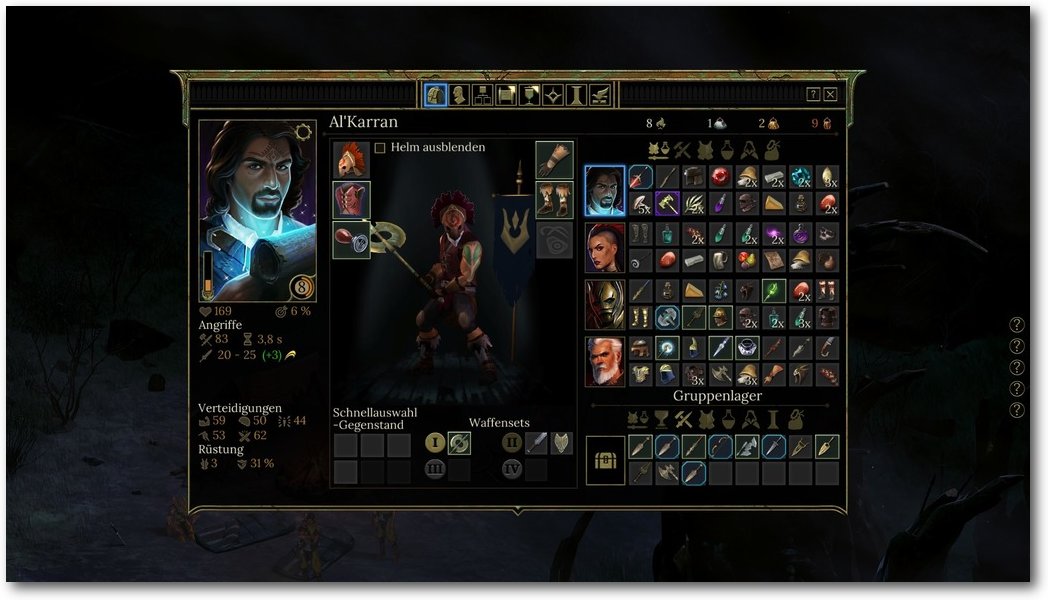 ? X
Al'Karran
8 1 2 9
Helm ausblenden
2x 2x 2x 3x
5x 2x 2x
8
2x 2x 2x
169 6 %
Angriffe
83 3,8 s
20 - 25 (+3)
2x
2x 2x 3x
3x 2x
Verteidigungen
59 50 44
53 62
Rüstung
3 31 %
Schnellauswahl
-Gegenstand
Waffensets
I II
III IV
Gruppenlager
?
?
?
?
?